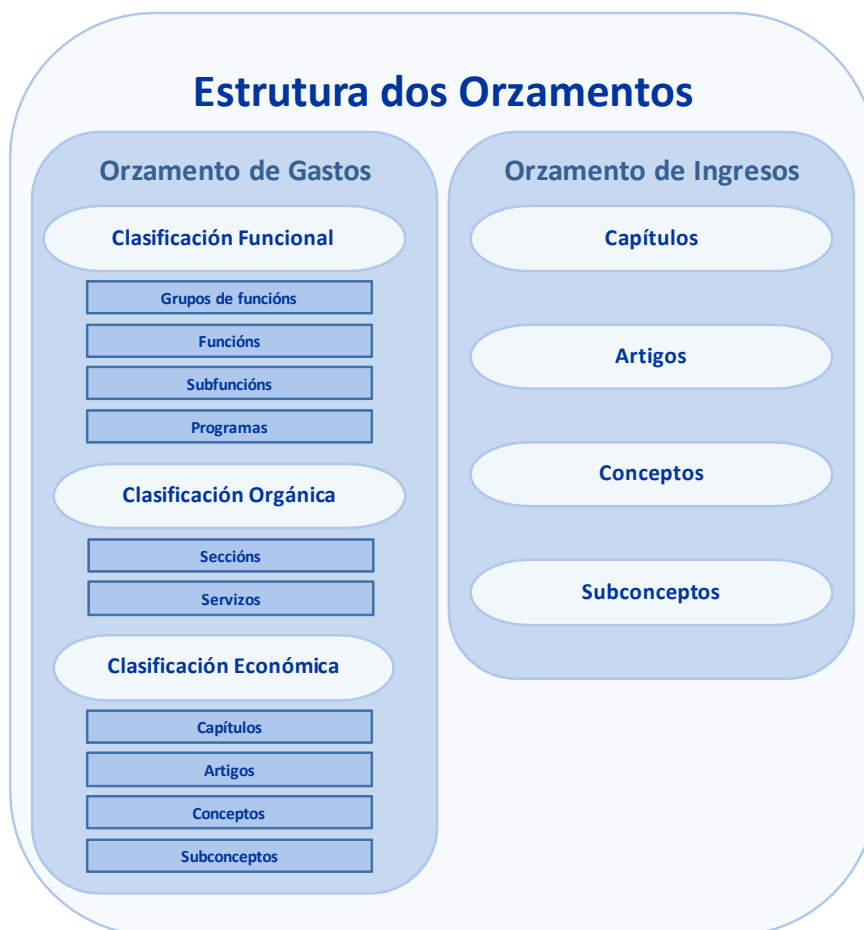 Estrutura dos Orzamentos
Orzamento de Gastos
Clasificación Funcional
Grupos de funcións
Funcións
Subfuncións
Programas
Clasificación Orgánica
Seccións
Servizos
Clasificación Económica
Capítulos
Artigos
Conceptos
Subconceptos
Orzamento de Ingresos
Capítulos
Artigos
Conceptos
Subconceptos